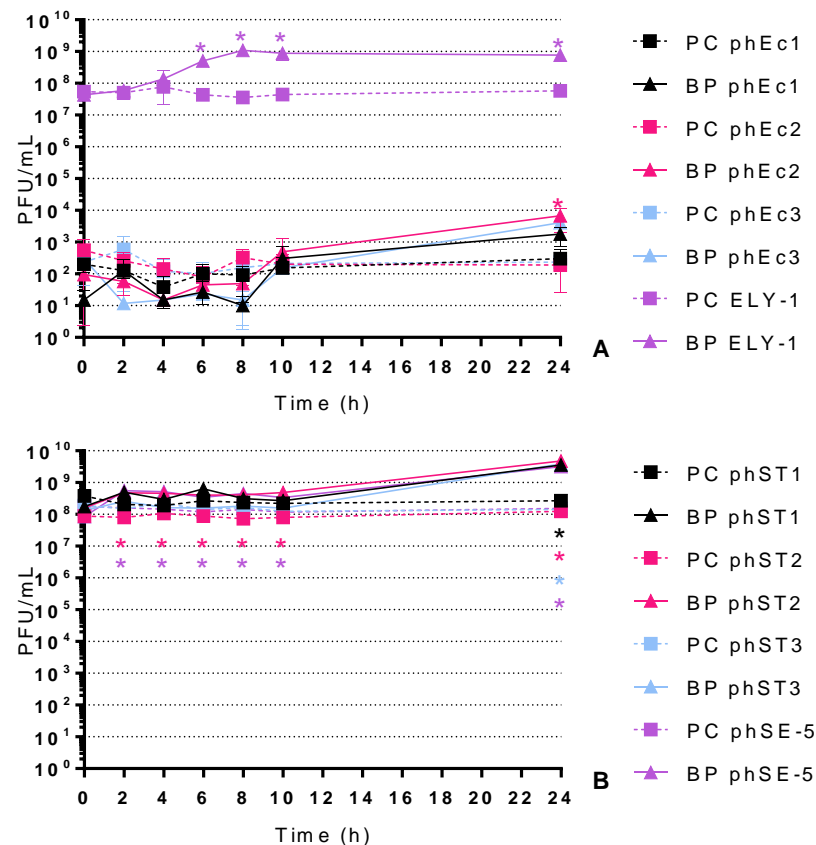 10^10
10^9
10^8
10^7
10^6
10^5
10^4
10^3
10^2
10^1
10^0
PFU/mL
0 2 4 6 8 10 12 14 16 18 20 22 24
Time (h)
* * * *
*
A
PC phEc1
BP phEc1
PC phEc2
BP phEc2
PC phEc3
BP phEc3
PC ELY-1
BP ELY-1
10^10
10^9
10^8
10^7
10^6
10^5
10^4
10^3
10^2
10^1
10^0
PFU/mL
0 2 4 6 8 10 12 14 16 18 20 22 24
Time (h)
*
* * * * * *
* * * * * *
*
B
PC phST1
BP phST1
PC phST2
BP phST2
PC phST3
BP phST3
PC phSE-5
BP phSE-5